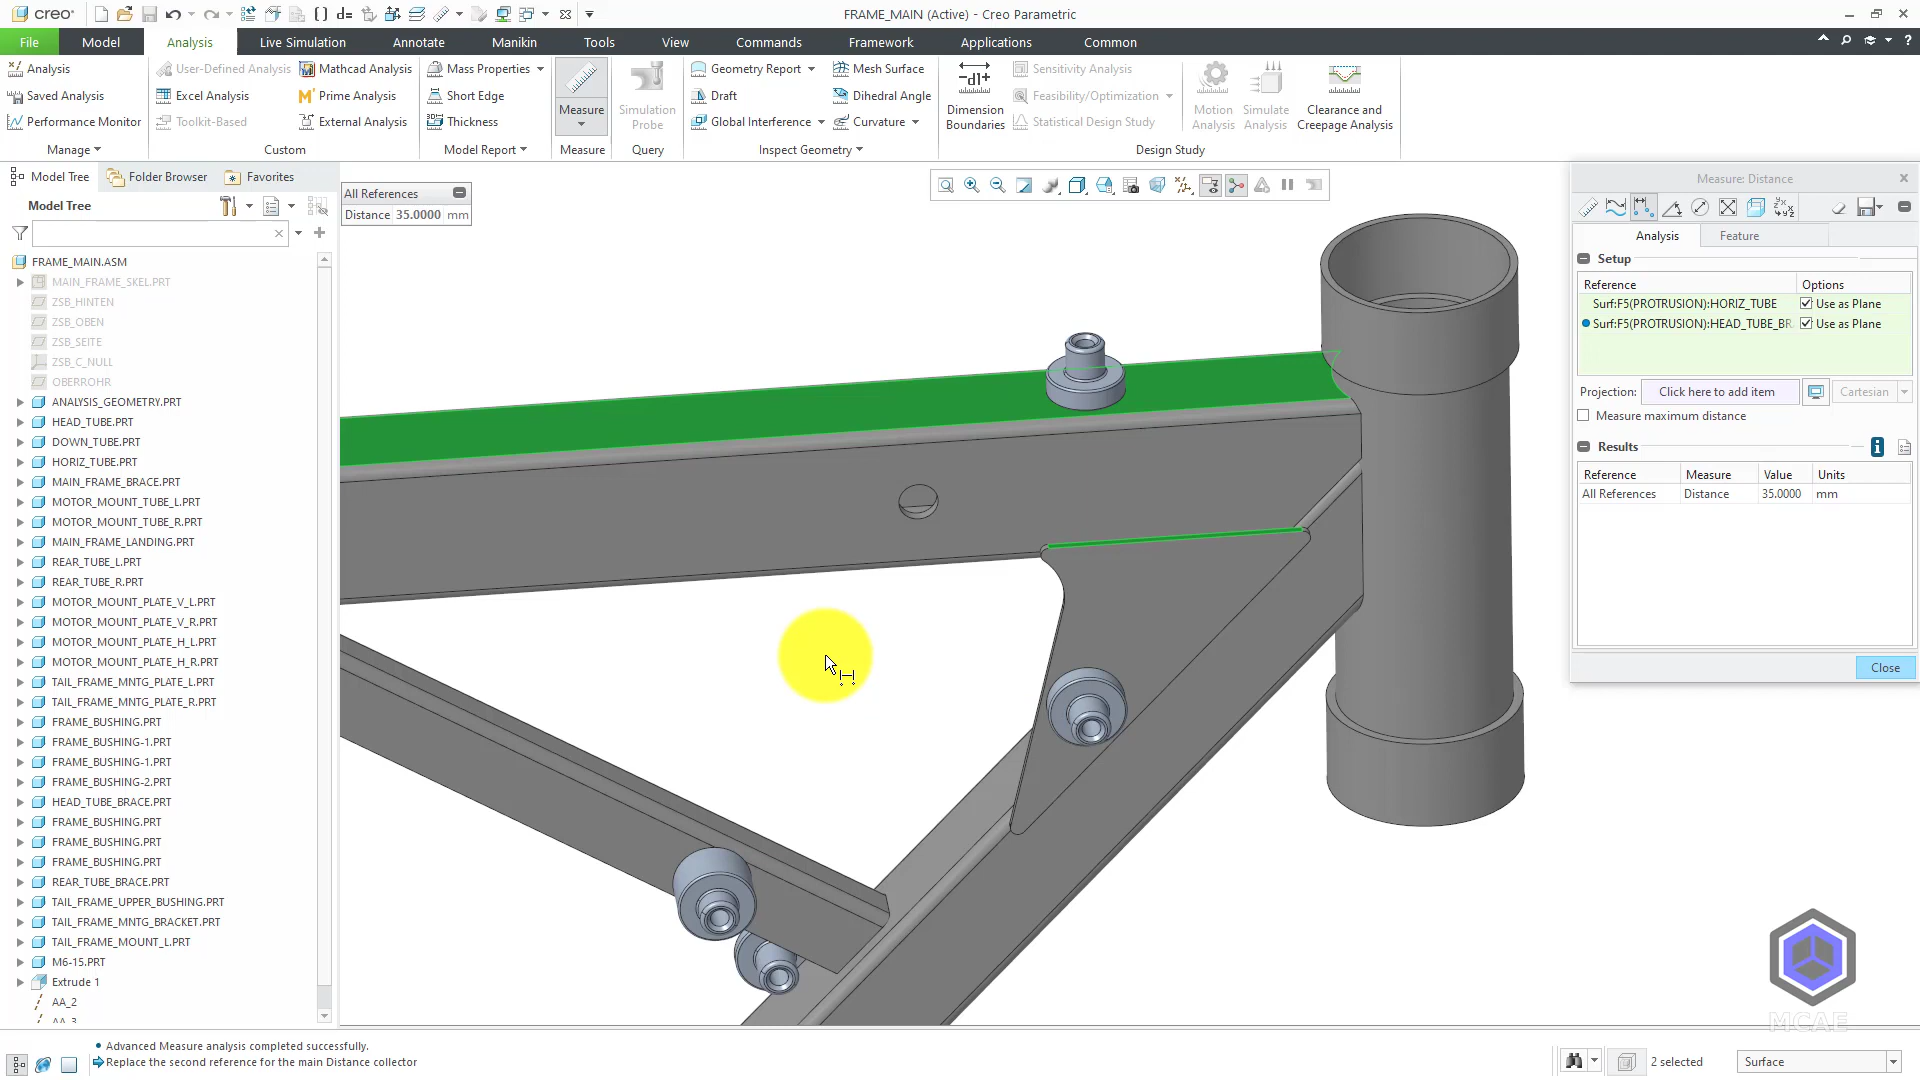 creo
FRAME_MAIN (Active) - Creo Parametric
File
Model
Analysis
Live Simulation
Annotate
Manikin
Tools
View
Commands
Framework
Applications
Common
Analysis
Saved Analysis
Performance Monitor
Manage
User-Defined Analysis
Excel Analysis
Toolkit-Based
Mathcad Analysis
Prime Analysis
External Analysis
Custom
Mass Properties
Short Edge
Thickness
Model Report
Measure
Measure
Simulation
Probe
Query
Geometry Report
Draft
Global Interference
Mesh Surface
Dihedral Angle
Curvature
Inspect Geometry
Dimension
Boundaries
Sensitivity Analysis
Feasibility/Optimization
Statistical Design Study
Motion
Analysis
Simulate
Analysis
Clearance and
Creepage Analysis
Design Study
Model Tree
Folder Browser
Favorites
Model Tree
FRAME_MAIN.ASM
MAIN_FRAME_SKEL.PRT
ZSB_HINTEN
ZSB_OBEN
ZSB_SEITE
ZSB_C_NULL
OBERROHR
ANALYSIS_GEOMETRY.PRT
HEAD_TUBE.PRT
DOWN_TUBE.PRT
HORIZ_TUBE.PRT
MAIN_FRAME_BRACE.PRT
MOTOR_MOUNT_TUBE_L.PRT
MOTOR_MOUNT_TUBE_R.PRT
MAIN_FRAME_LANDING.PRT
REAR_TUBE_L.PRT
REAR_TUBE_R.PRT
MOTOR_MOUNT_PLATE_V_L.PRT
MOTOR_MOUNT_PLATE_V_R.PRT
MOTOR_MOUNT_PLATE_H_L.PRT
MOTOR_MOUNT_PLATE_H_R.PRT
TAIL_FRAME_MNTG_PLATE_L.PRT
TAIL_FRAME_MNTG_PLATE_R.PRT
FRAME_BUSHING.PRT
FRAME_BUSHING-1.PRT
FRAME_BUSHING-1.PRT
FRAME_BUSHING-2.PRT
HEAD_TUBE_BRACE.PRT
FRAME_BUSHING.PRT
FRAME_BUSHING.PRT
FRAME_BUSHING.PRT
REAR_TUBE_BRACE.PRT
TAIL_FRAME_UPPER_BUSHING.PRT
TAIL_FRAME_MNTG_BRACKET.PRT
TAIL_FRAME_MOUNT_L.PRT
M6-15.PRT
Extrude 1
AA_2
AA_3
All References
Distance 35.0000 mm
Measure: Distance
Analysis
Feature
Setup
Reference Options
Surf:F5(PROTRUSION):HORIZ_TUBE Use as Plane
Surf:F5(PROTRUSION):HEAD_TUBE_BR Use as Plane
Projection: Click here to add item Cartesian
Measure maximum distance
Results
Reference Measure Value Units
All References Distance 35.0000 mm
Close
MCAE
Advanced Measure analysis completed successfully.
Replace the second reference for the main Distance collector
2 selected
Surface